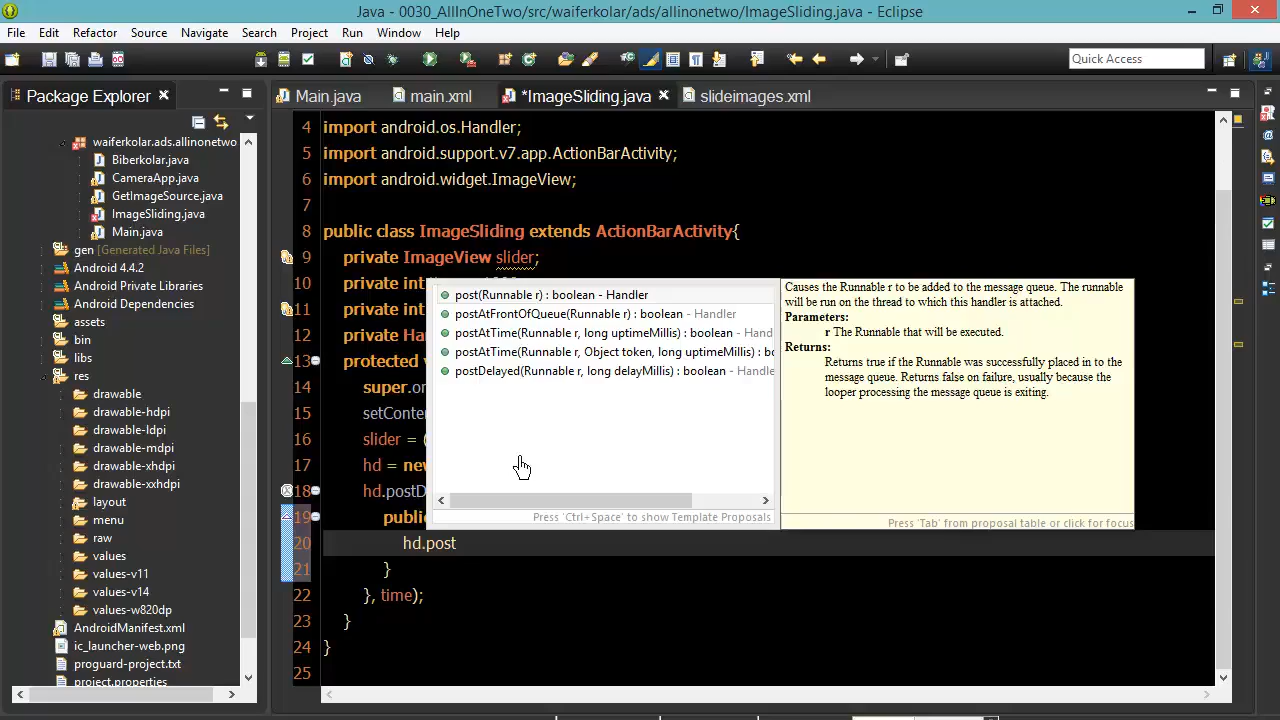 Java - 0030_AllInOneTwo/src/waiferkolar/ads/allinonetwo/ImageSliding.java - Eclipse
File Edit Refactor Source Navigate Search Project Run Window Help
Quick Access
Package Explorer
Main.java
main.xml
*ImageSliding.java
slideimages.xml
waiferkolar.ads.allinonetwo
Biberkolar.java
CameraApp.java
GetImageSource.java
ImageSliding.java
Main.java
gen [Generated Java Files]
Android 4.4.2
Android Private Libraries
Android Dependencies
assets
bin
libs
res
drawable
drawable-hdpi
drawable-ldpi
drawable-mdpi
drawable-xhdpi
drawable-xxhdpi
layout
menu
raw
values
values-v11
values-v14
values-w820dp
AndroidManifest.xml
ic_launcher-web.png
proguard-project.txt
project.properties
4 import android.os.Handler;
5 import android.support.v7.app.ActionBarActivity;
6 import android.widget.ImageView;
7
8 public class ImageSliding extends ActionBarActivity{
9 private ImageView slider;
10 private int
11 private int
12 private Ha
13 protected v
14 super.on
15 setConte
16 slider = (
17 hd = new
18 hd.postD
19 public
20 hd.post
21 }
22 }, time);
23 }
24 }
25
post(Runnable r) : boolean - Handler
postAtFrontOfQueue(Runnable r) : boolean - Handler
postAtTime(Runnable r, long uptimeMillis) : boolean - Hand
postAtTime(Runnable r, Object token, long uptimeMillis) : bo
postDelayed(Runnable r, long delayMillis) : boolean - Handle
Press 'Ctrl+Space' to show Template Proposals
Causes the Runnable r to be added to the message queue. The runnable
will be run on the thread to which this handler is attached.
Parameters:
r The Runnable that will be executed.
Returns:
Returns true if the Runnable was successfully placed in to the
message queue. Returns false on failure, usually because the
looper processing the message queue is exiting.
Press 'Tab' from proposal table or click for focus